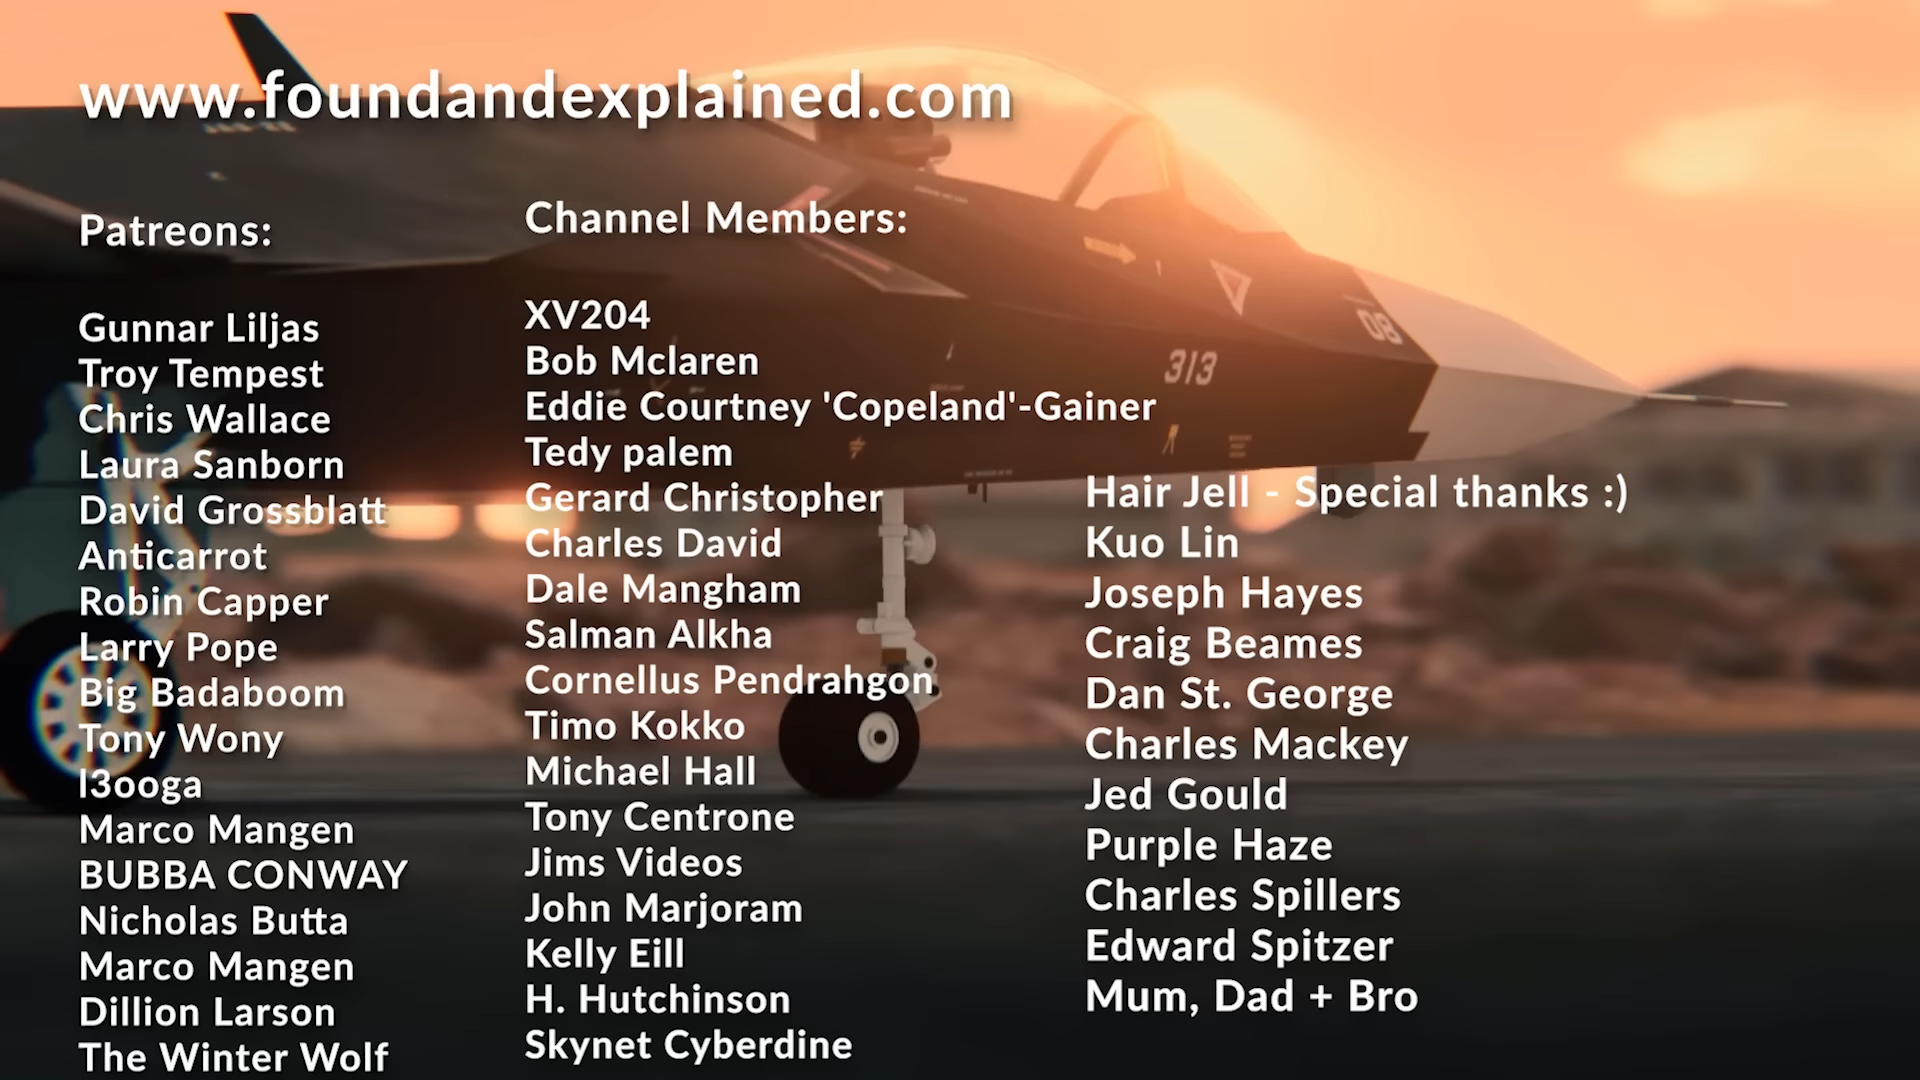 www.foundandexplained.com
Patreons:
Gunnar Liljas
Troy Tempest
Chris Wallace
Laura Sanborn
David Grossblatt
Anticarrot
Robin Capper
Larry Pope
Big Badaboom
Tony Wony
l3ooga
Marco Mangen
BUBBA CONWAY
Nicholas Butta
Marco Mangen
Dillion Larson
The Winter Wolf
Channel Members:
XV204
Bob Mclaren
Eddie Courtney 'Copeland'-Gainer
Tedy palem
Gerard Christopher
Charles David
Dale Mangham
Salman Alkha
Cornellus Pendrahgon
Timo Kokko
Michael Hall
Tony Centrone
Jims Videos
John Marjoram
Kelly Eill
H. Hutchinson
Skynet Cyberdine
Hair Jell - Special thanks :)
Kuo Lin
Joseph Hayes
Craig Beames
Dan St. George
Charles Mackey
Jed Gould
Purple Haze
Charles Spillers
Edward Spitzer
Mum, Dad + Bro
313
08